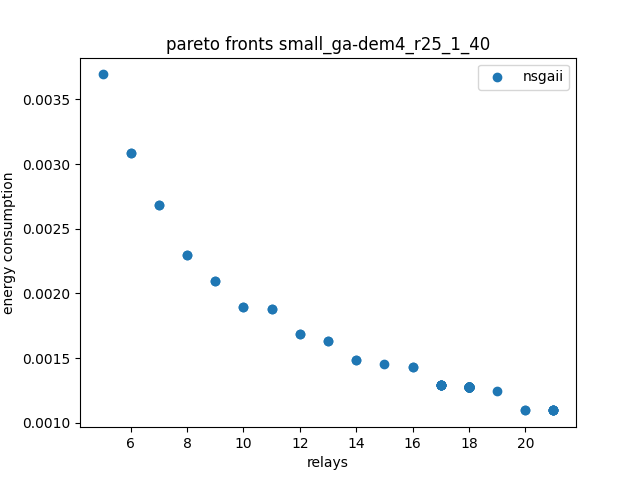 pareto fronts small_ga-dem4_r25_1_40
nsgaii
energy consumption
0.0035
0.0030
0.0025
0.0020
0.0015
0.0010
6 8 10 12 14 16 18 20
relays